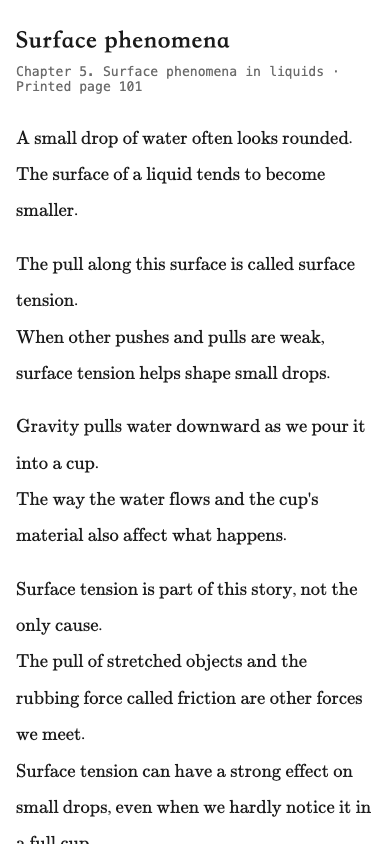 Surface phenomena
Chapter 5. Surface phenomena in liquids ·
Printed page 101
A small drop of water often looks rounded.
The surface of a liquid tends to become
smaller.
The pull along this surface is called surface
tension.
When other pushes and pulls are weak,
surface tension helps shape small drops.
Gravity pulls water downward as we pour it
into a cup.
The way the water flows and the cup's
material also affect what happens.
Surface tension is part of this story, not the
only cause.
The pull of stretched objects and the
rubbing force called friction are other forces
we meet.
Surface tension can have a strong effect on
small drops, even when we hardly notice it in
a full cup.